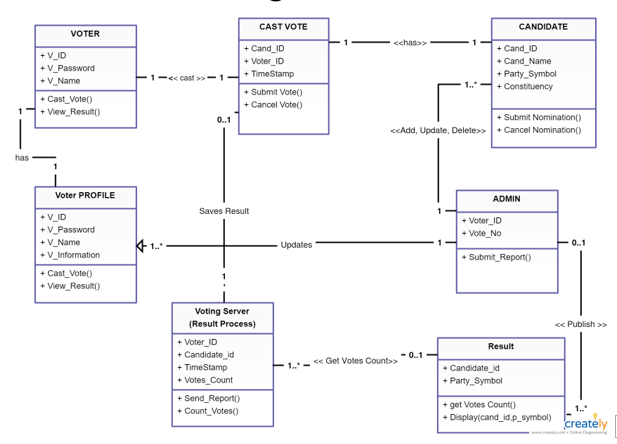 VOTER
+ V_ID
+ V_Password
+ V_Name
+ Cast_Vote()
+ View_Result()
CAST VOTE
+ Cand_ID
+ Voter_ID
+ TimeStamp
+ Submit Vote()
+ Cancel Vote()
CANDIDATE
+ Cand_ID
+ Cand_Name
+ Party_Symbol
+ Constituency
+ Submit Nomination()
+ Cancel Nomination()
1 << cast >> 1
1 <<has>> 1
1
has
1
0..1
Saves Result
1
1..*
<<Add, Update, Delete>>
1
Voter PROFILE
+ V_ID
+ V_Password
+ V_Name
+ V_Information
+ Cast_Vote()
+ View_Result()
1..* Updates 1
ADMIN
+ Voter_ID
+ Vote_No
+ Submit_Report()
0..1
<< Publish >>
1..*
Voting Server
(Result Process)
+ Voter_ID
+ Candidate_id
+ TimeStamp
+ Votes_Count
+ Send_Report()
+ Count_Votes()
1..* << Get Votes Count>> 0..1
Result
+ Candidate_id
+ Party_Symbol
+ get Votes Count()
+ Display(cand_id,p_symbol)
creately
www.creately.com • Online Diagramming